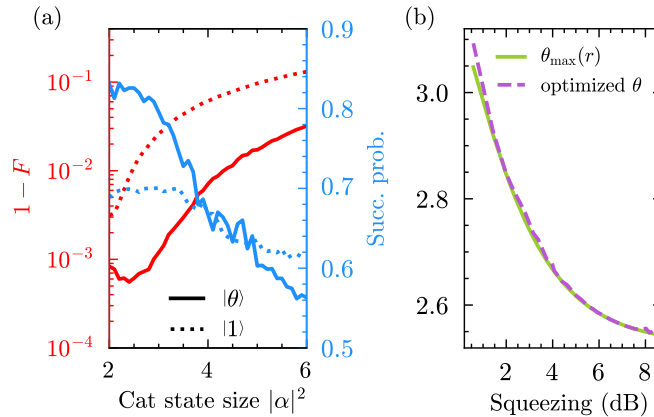 (a)
10⁻¹
10⁻²
10⁻³
10⁻⁴
1 − F
0.9
0.8
0.7
0.6
0.5
Succ. prob.
|θ⟩
|1⟩
2 4 6
Cat state size |α|²
(b)
θmax(r)
optimized θ
3.0
2.8
2.6
2 4 6 8
Squeezing (dB)